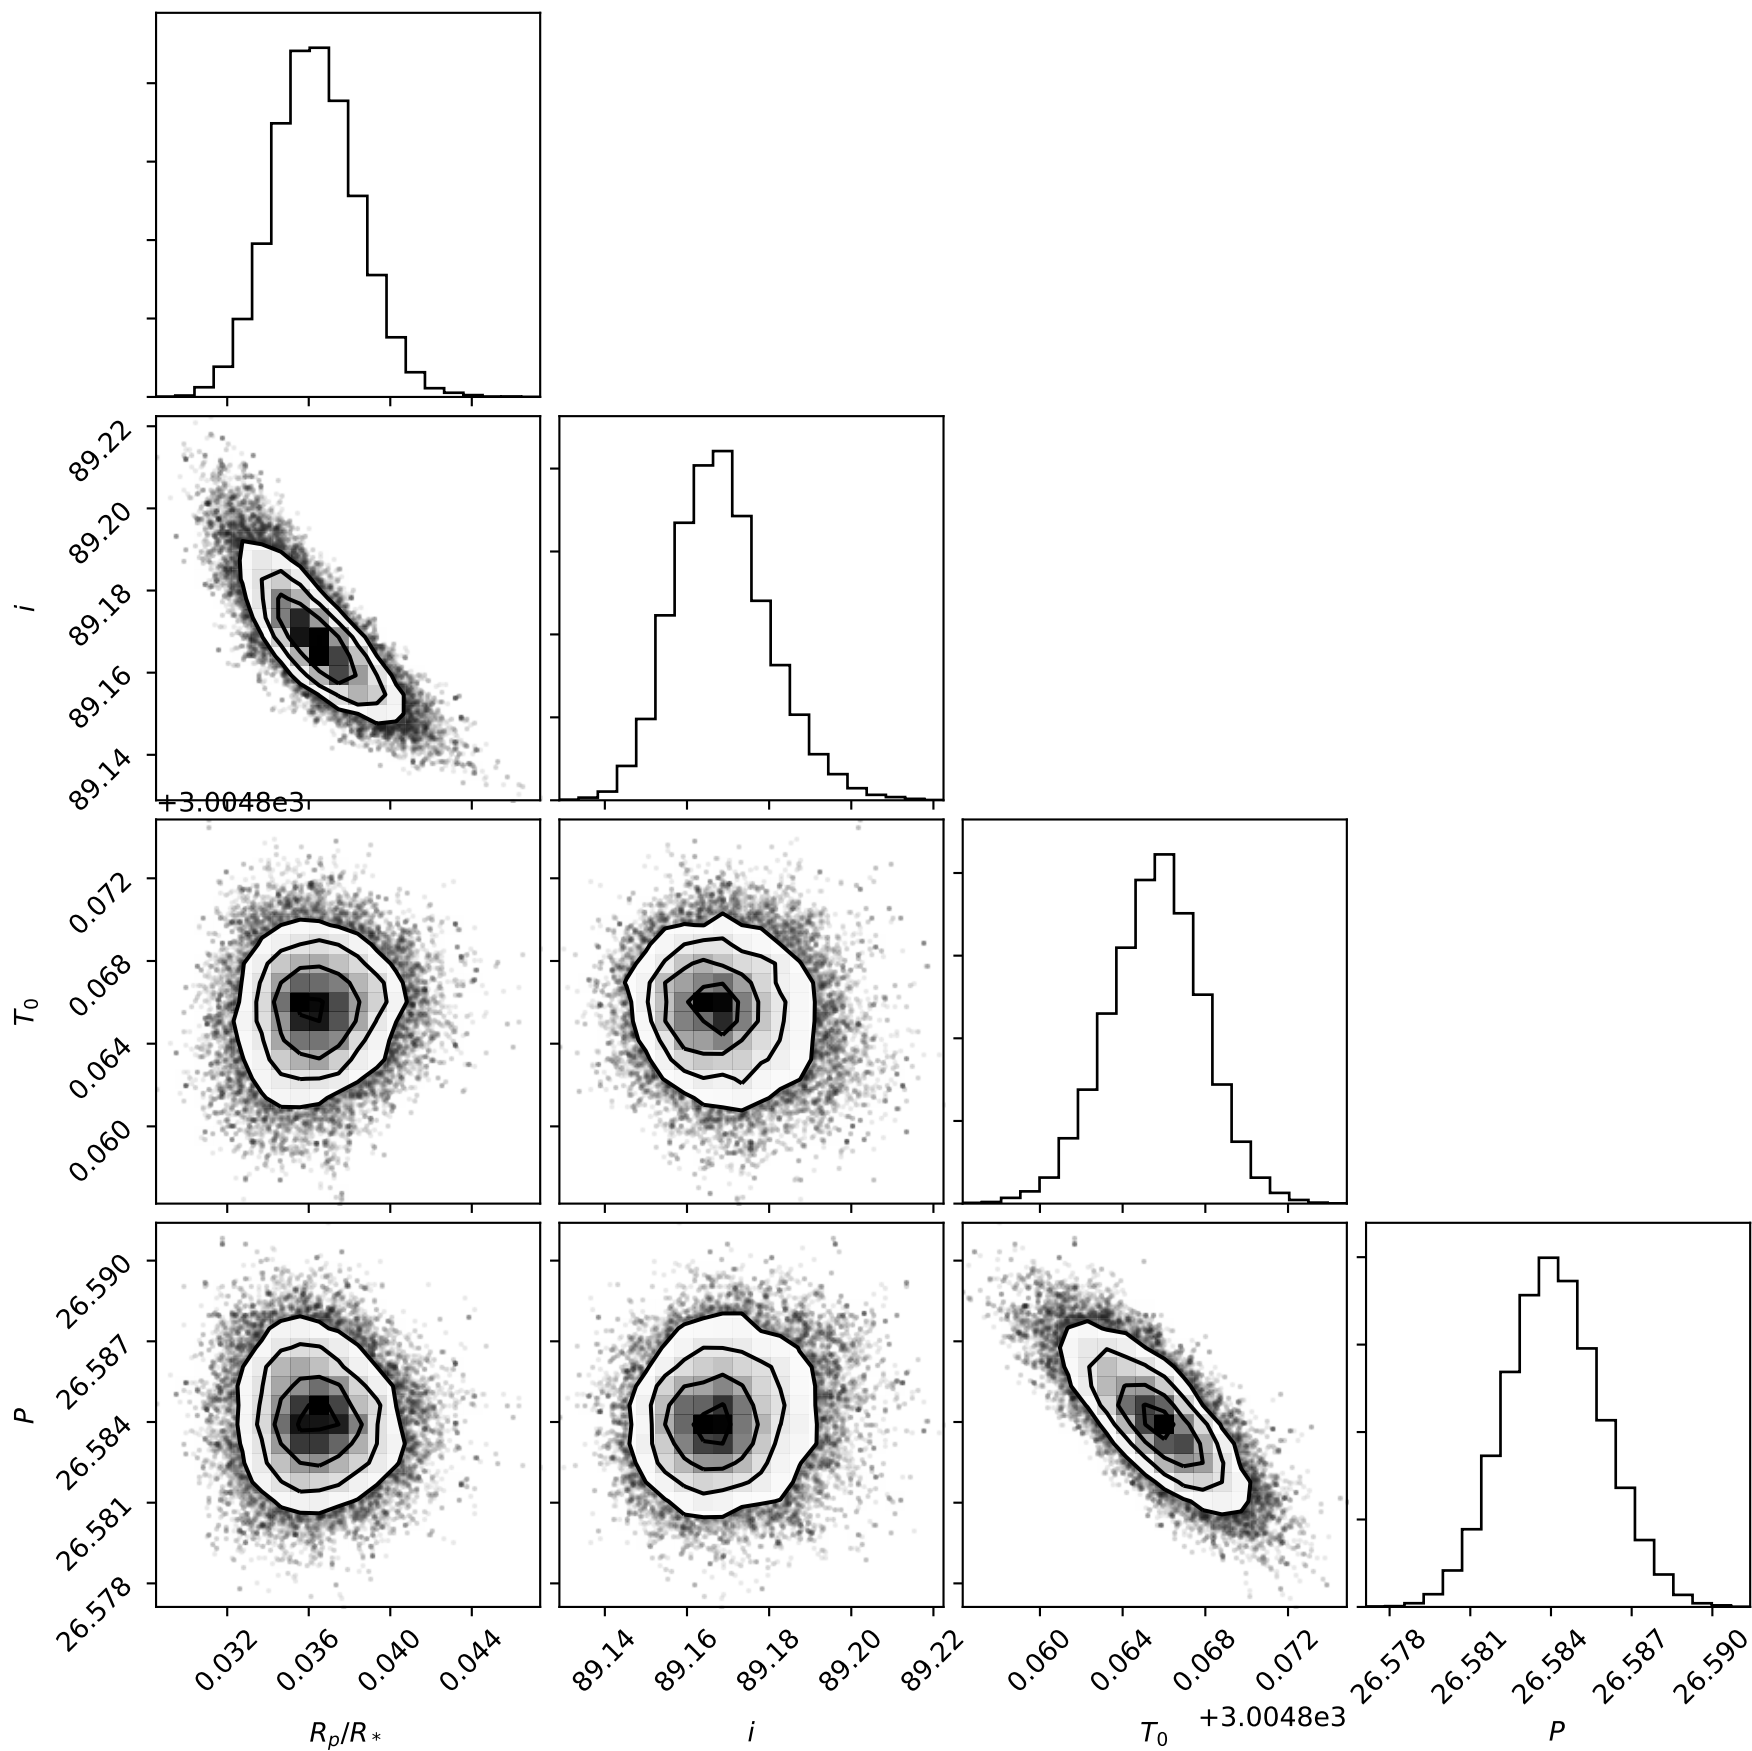 89.22
89.20
89.18
89.16
89.14
i
+3.0048e3
0.072
0.068
0.064
0.060
T₀
26.590
26.587
26.584
26.581
26.578
P
0.032 0.036 0.040 0.044
89.14 89.16 89.18 89.20 89.22
0.060 0.064 0.068 0.072
26.578 26.581 26.584 26.587 26.590
+3.0048e3
Rₚ/R* i T₀ P